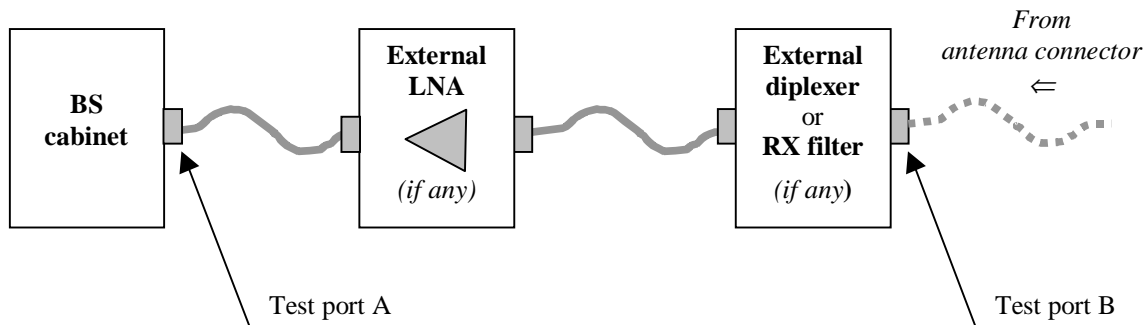 BS
cabinet
External
LNA
(if any)
External
diplexer
or
RX filter
(if any)
From
antenna connector
⇐
Test port A
Test port B